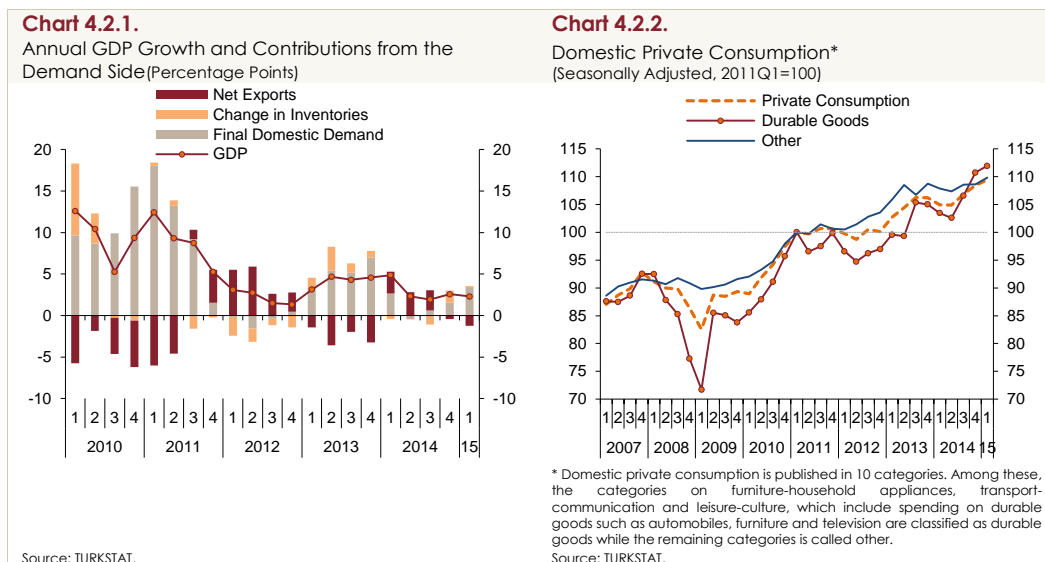 Chart 4.2.1.
Annual GDP Growth and Contributions from the
Demand Side(Percentage Points)
Net Exports
Change in Inventories
Final Domestic Demand
GDP
20 20
15 15
10 10
5 5
0 0
-5 -5
-10 -10
1 2 3 4 1 2 3 4 1 2 3 4 1 2 3 4 1 2 3 4 1
2010 2011 2012 2013 2014 15
Source: TURKSTAT.
Chart 4.2.2.
Domestic Private Consumption*
(Seasonally Adjusted, 2011Q1=100)
Private Consumption
Durable Goods
Other
115 115
110 110
105 105
100 100
95 95
90 90
85 85
80 80
75 75
70 70
1 2 3 4 1 2 3 4 1 2 3 4 1 2 3 4 1 2 3 4 1 2 3 4 1 2 3 4 1 2 3 4 1
2007 2008 2009 2010 2011 2012 2013 2014 15
* Domestic private consumption is published in 10 categories. Among these,
the categories on furniture-household appliances, transport-
communication and leisure-culture, which include spending on durable
goods such as automobiles, furniture and television are classified as durable
goods while the remaining categories is called other.
Source: TURKSTAT.